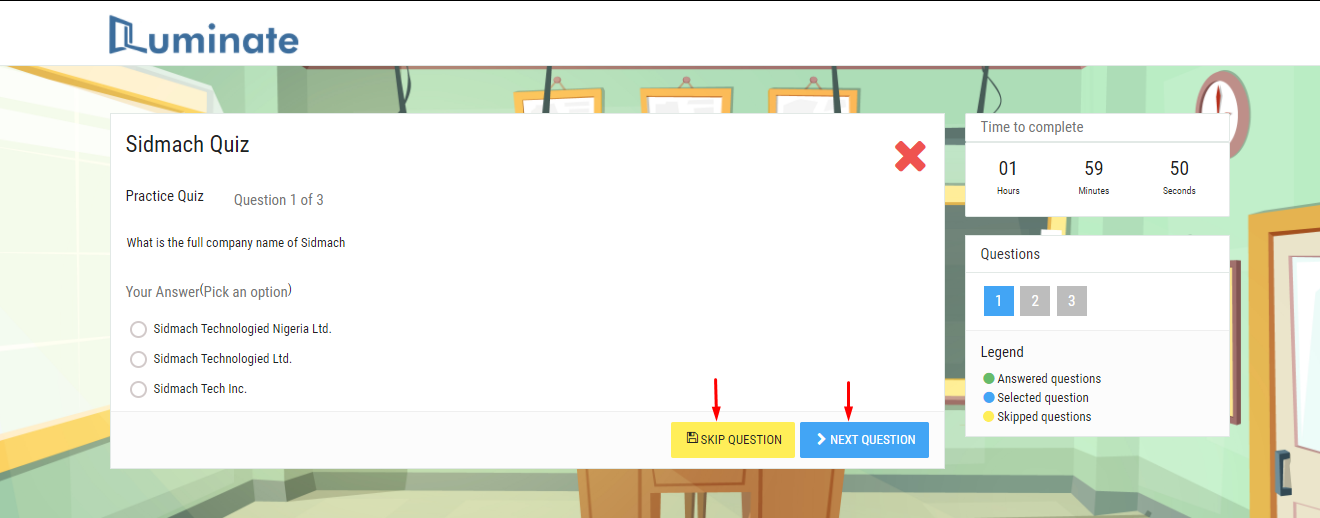 Luminate
Sidmach Quiz
Practice Quiz Question 1 of 3
What is the full company name of Sidmach
Your Answer(Pick an option)
Sidmach Technologied Nigeria Ltd.
Sidmach Technologied Ltd.
Sidmach Tech Inc.
SKIP QUESTION NEXT QUESTION
Time to complete
01 59 50
Hours Minutes Seconds
Questions
1 2 3
Legend
Answered questions
Selected question
Skipped questions